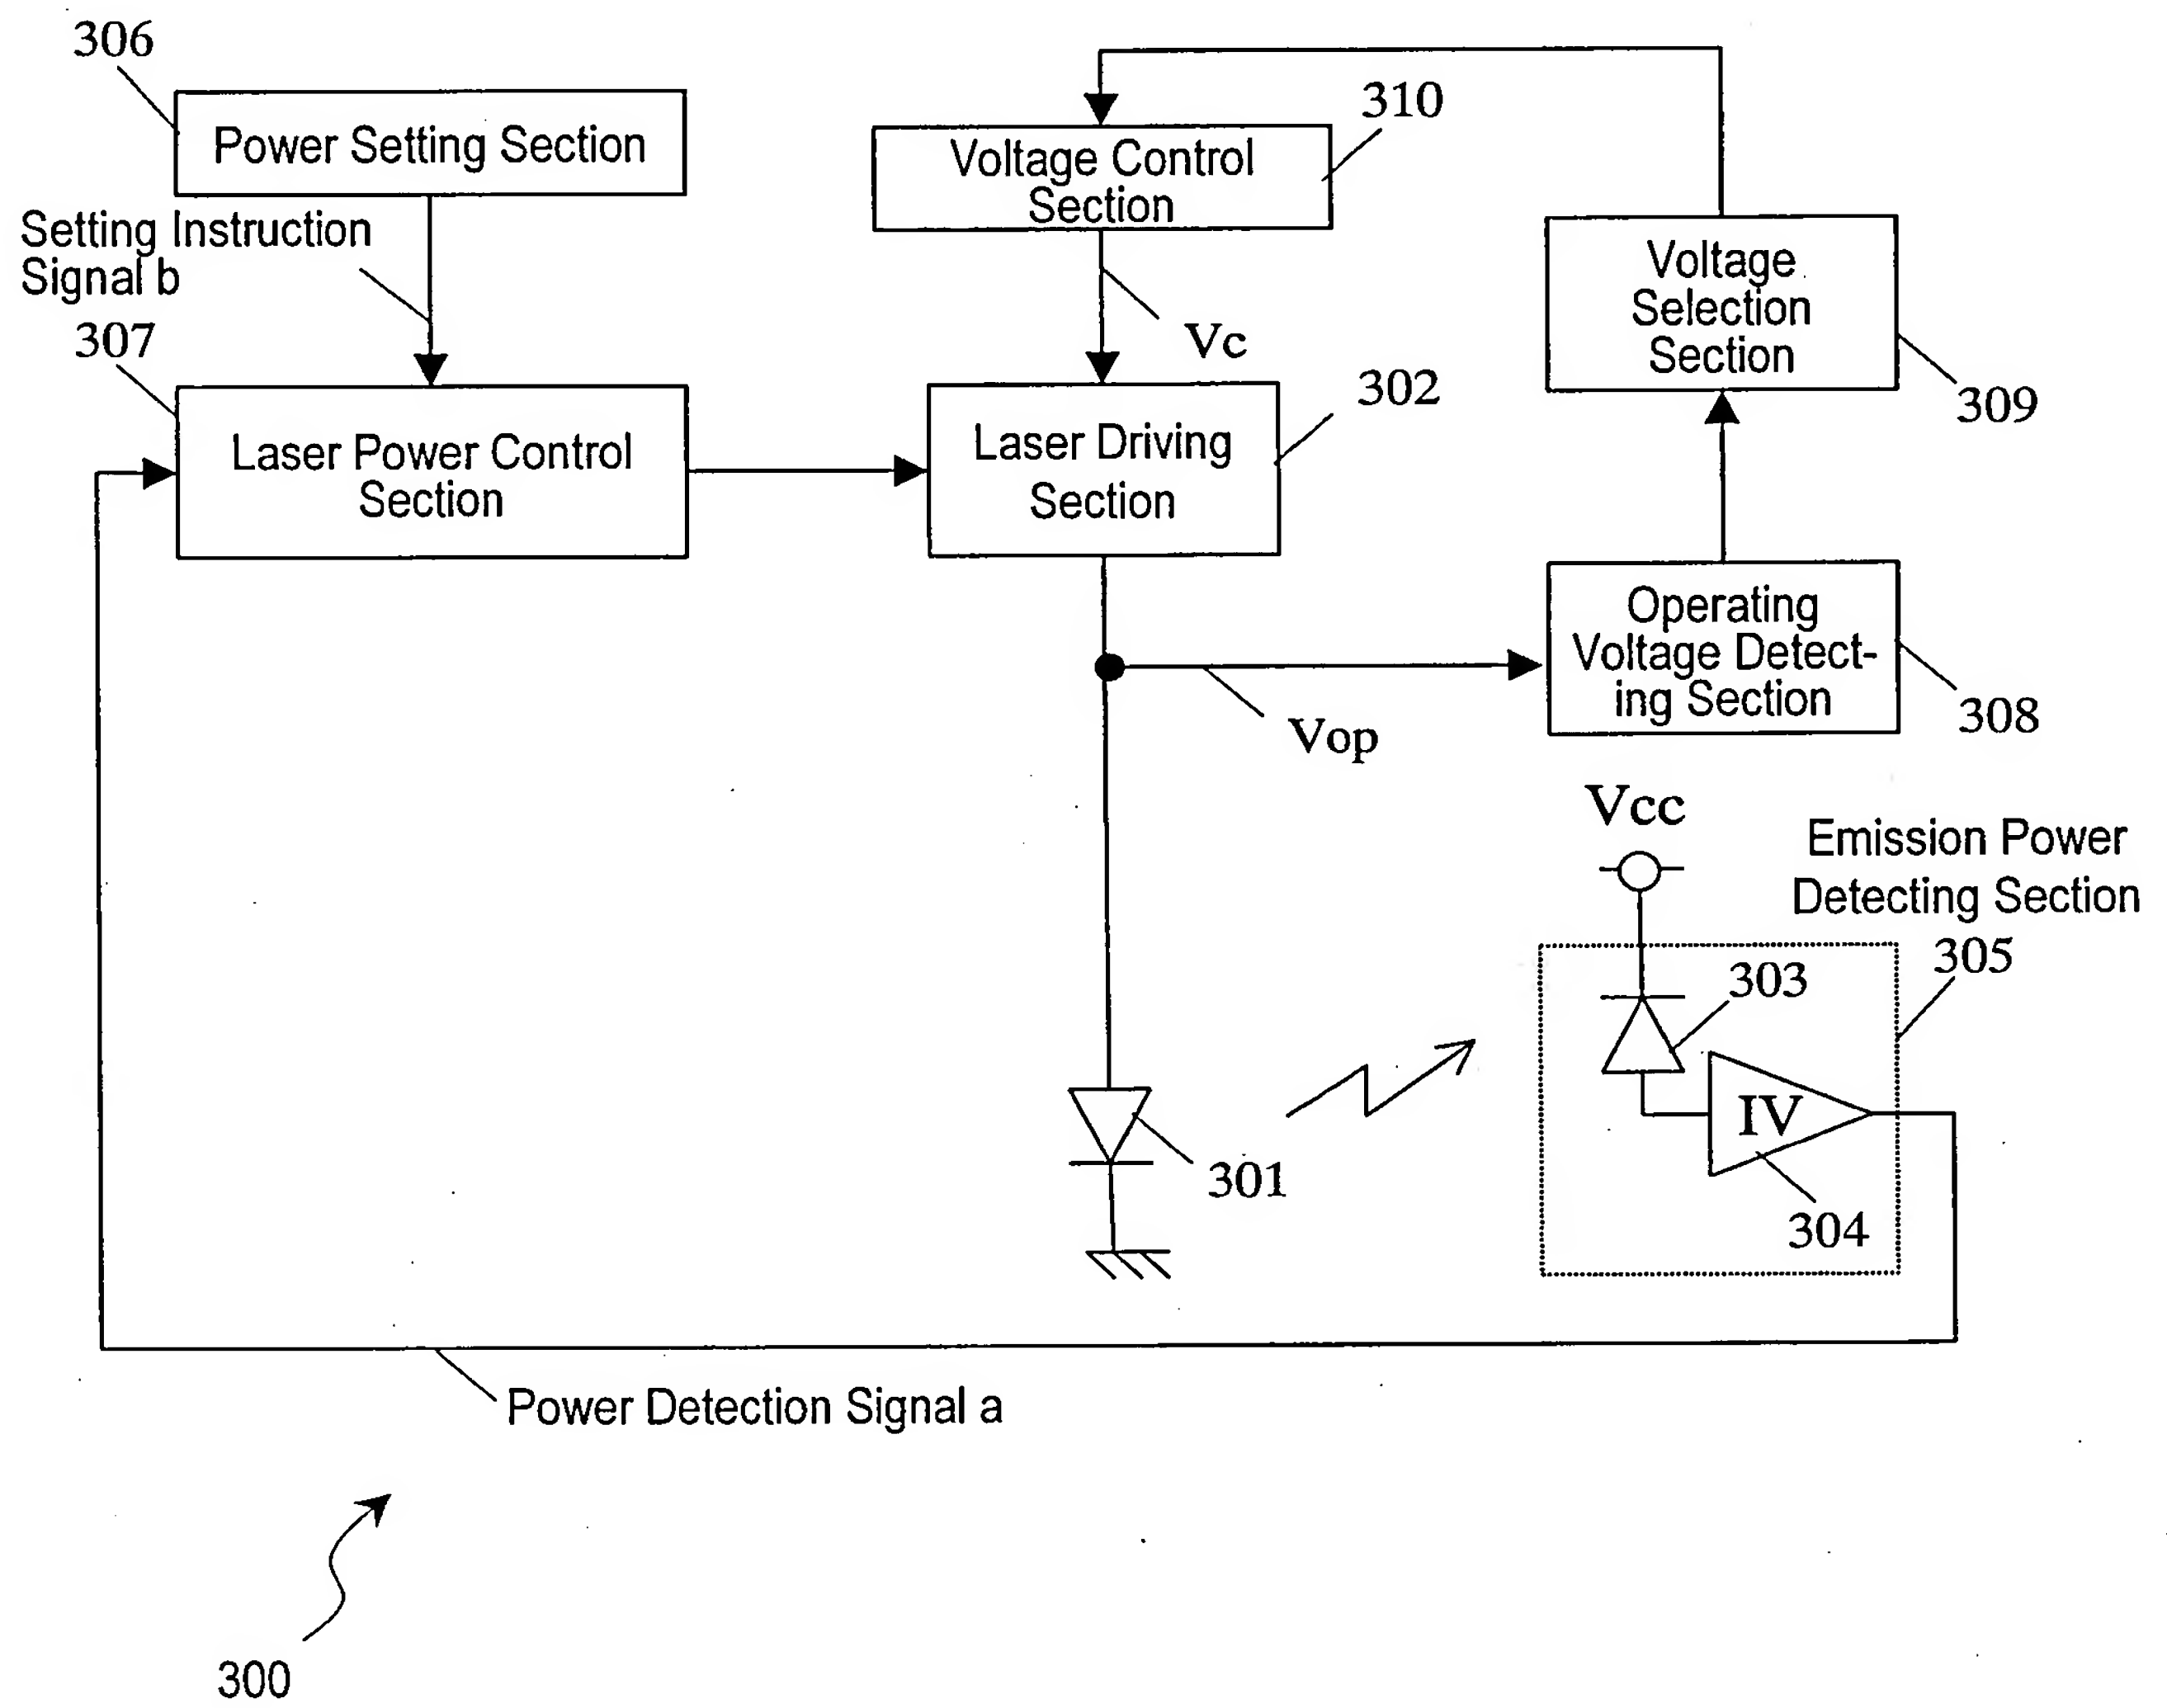 306
Power Setting Section
310
Voltage Control
Section
Setting Instruction
Signal b
Voltage
Selection
Section
309
Vc
307
Laser Power Control
Section
302
Laser Driving
Section
Operating
Voltage Detect-
ing Section
308
Vop
Vcc
Emission Power
Detecting Section
305
303
IV
304
301
Power Detection Signal a
300